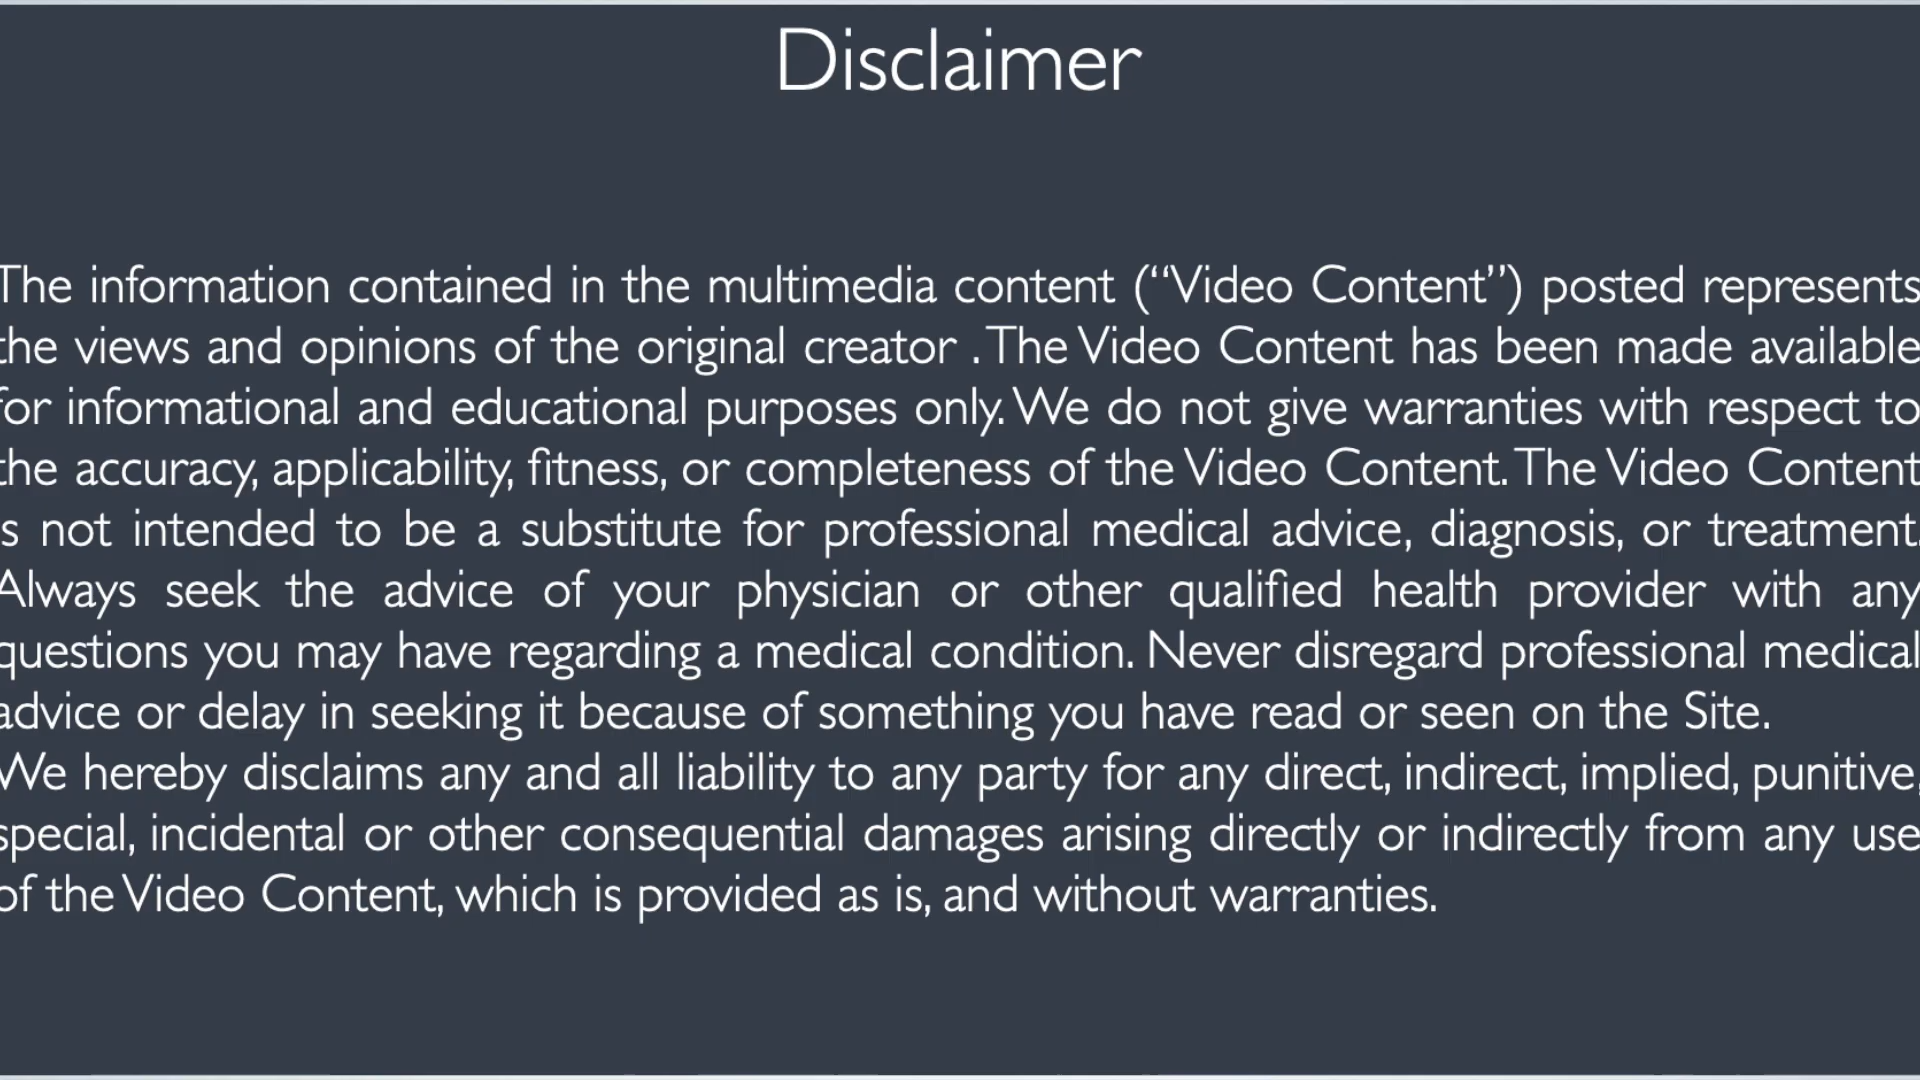 Disclaimer
The information contained in the multimedia content (“Video Content”) posted represents
the views and opinions of the original creator . The Video Content has been made available
for informational and educational purposes only. We do not give warranties with respect to
the accuracy, applicability, fitness, or completeness of the Video Content. The Video Content
is not intended to be a substitute for professional medical advice, diagnosis, or treatment.
Always seek the advice of your physician or other qualified health provider with any
questions you may have regarding a medical condition. Never disregard professional medical
advice or delay in seeking it because of something you have read or seen on the Site.
We hereby disclaims any and all liability to any party for any direct, indirect, implied, punitive,
special, incidental or other consequential damages arising directly or indirectly from any use
of the Video Content, which is provided as is, and without warranties.